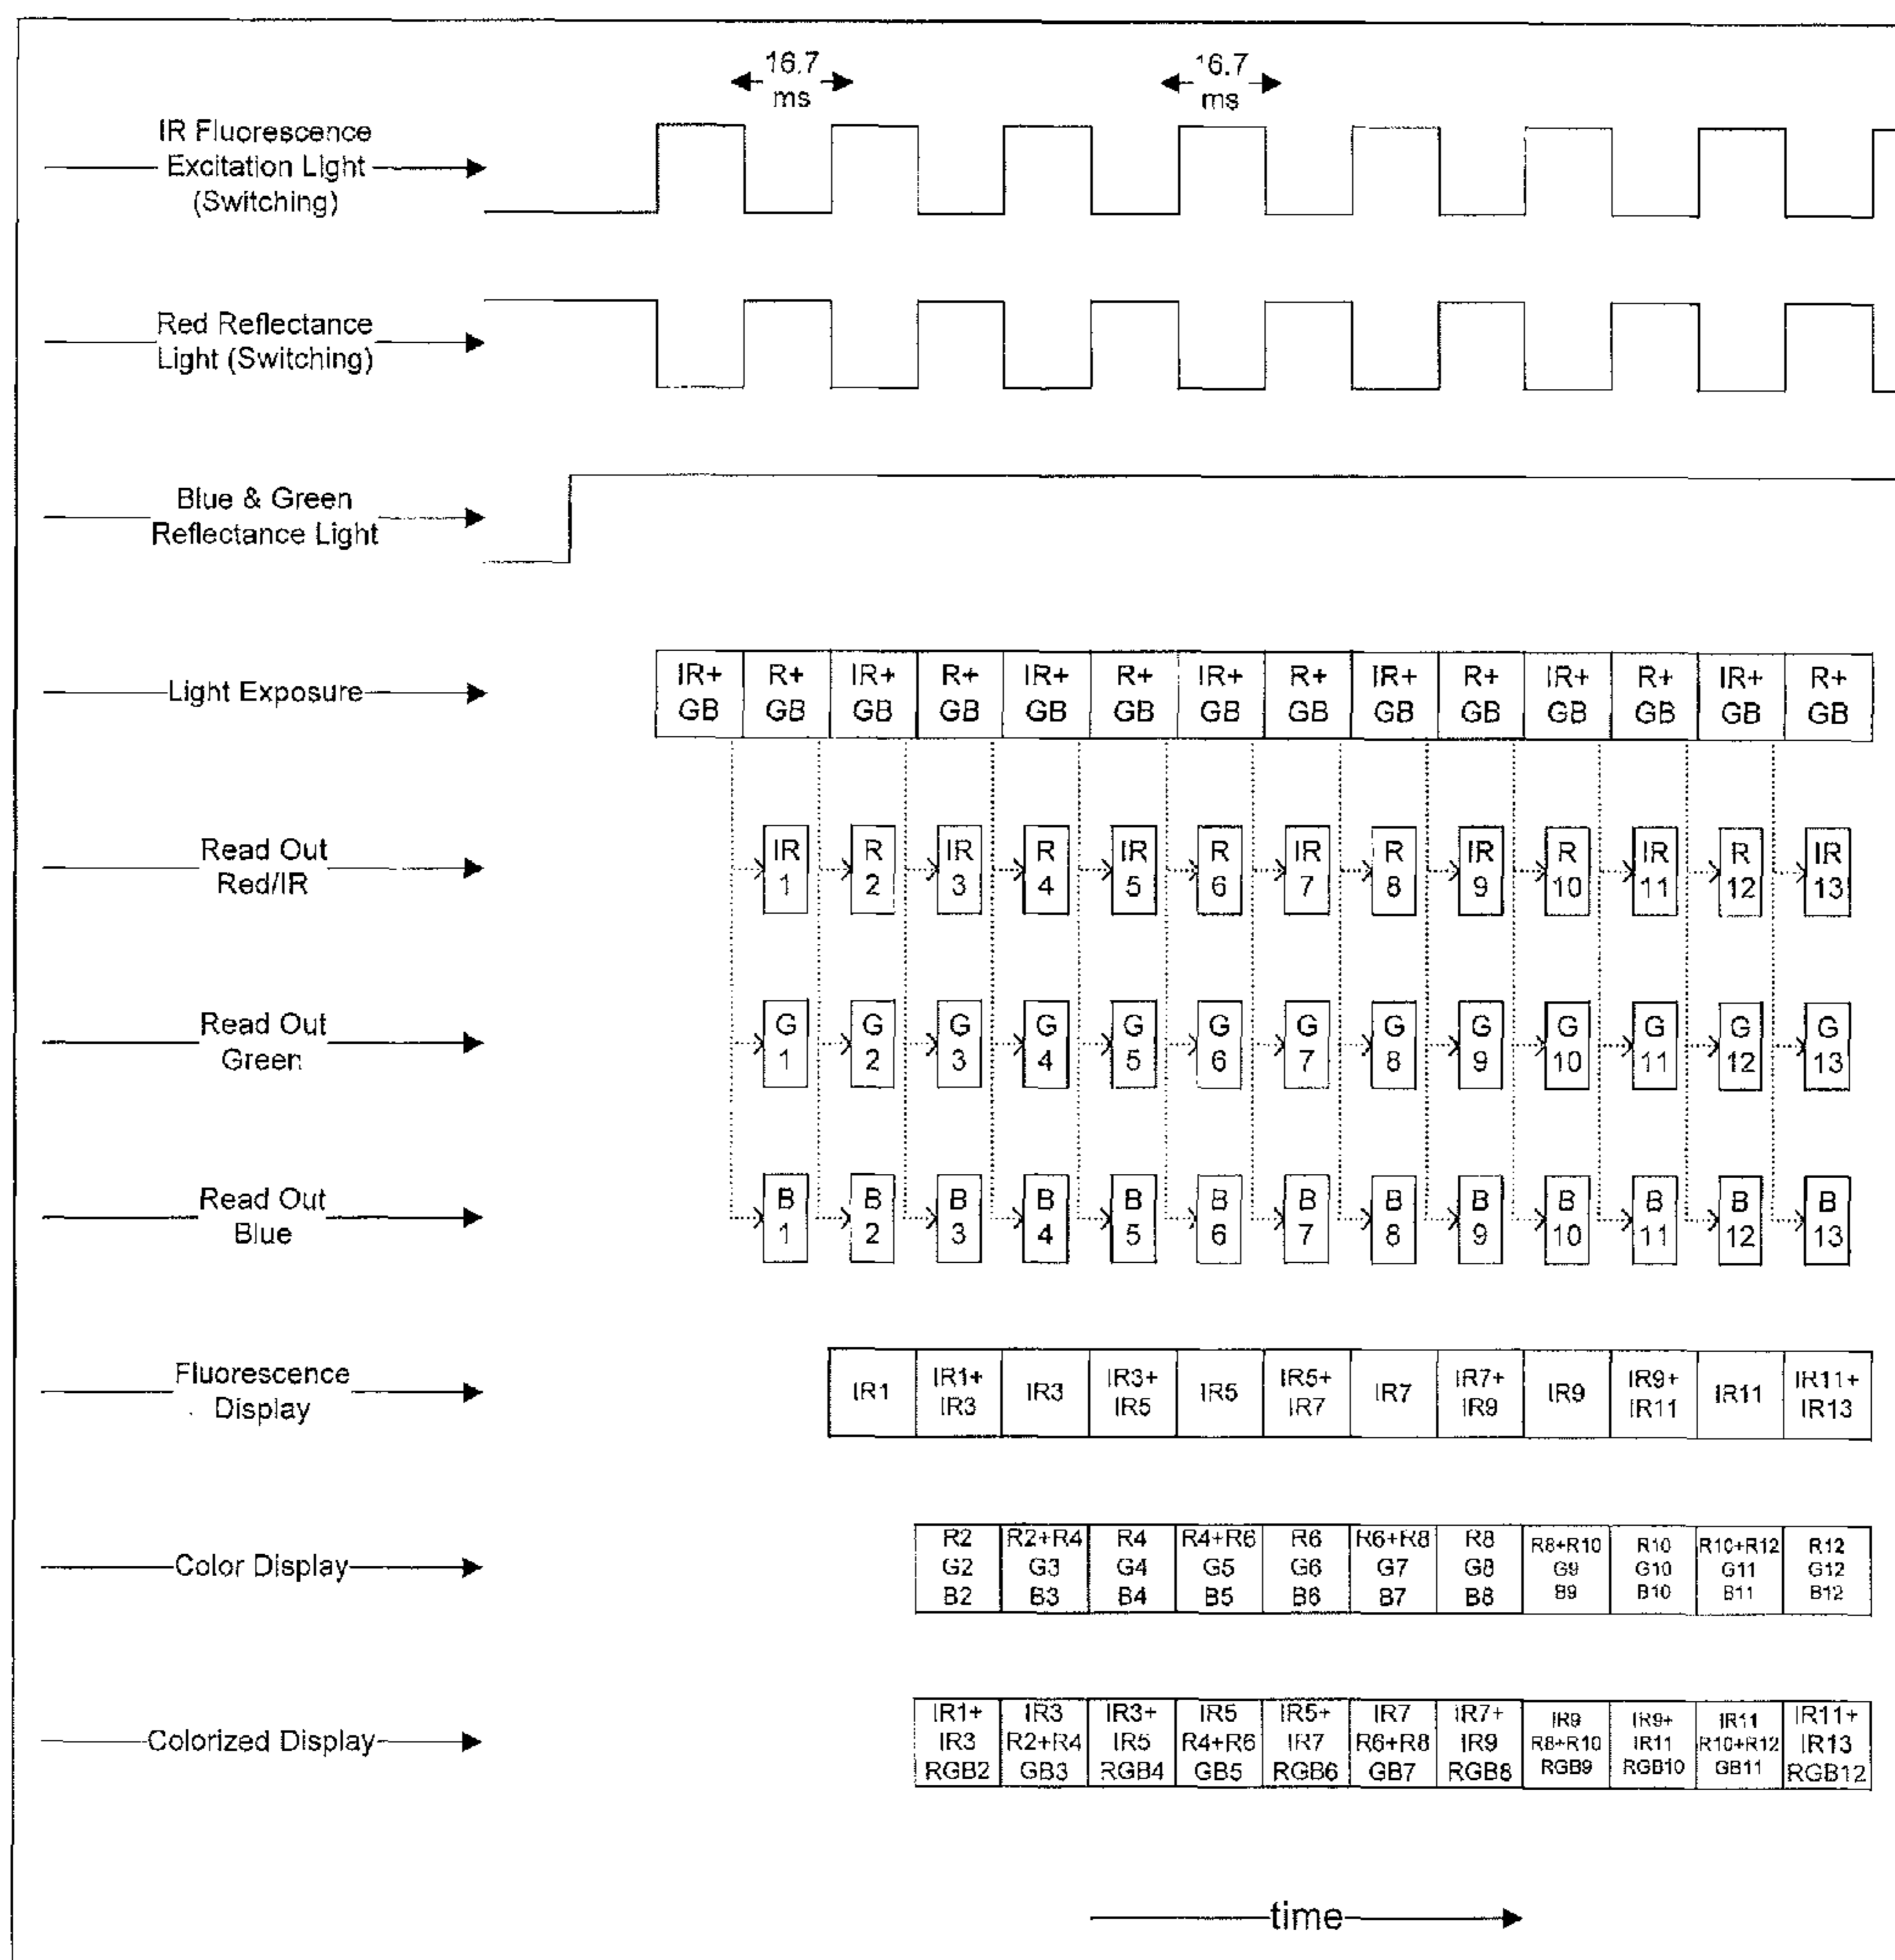 16.7
ms
16.7
ms
IR Fluorescence
Excitation Light
(Switching)
Red Reflectance
Light (Switching)
Blue & Green
Reflectance Light
Light Exposure
IR+ R+ IR+ R+ IR+ R+ IR+ R+ IR+ R+ IR+ R+ IR+ R+
GB GB GB GB GB GB GB GB GB GB GB GB GB GB
Read Out
Red/IR
IR R IR R IR R IR R IR R IR R IR
1 2 3 4 5 6 7 8 9 10 11 12 13
Read Out
Green
G G G G G G G G G G G G G
1 2 3 4 5 6 7 8 9 10 11 12 13
Read Out
Blue
B B B B B B B B B B B B B
1 2 3 4 5 6 7 8 9 10 11 12 13
Fluorescence
Display
IR1 IR1+ IR3 IR3+ IR5 IR5+ IR7 IR7+ IR9 IR9+ IR11 IR11+
IR3 IR5 IR7 IR9 IR11 IR13
Color Display
R2 R2+R4 R4 R4+R6 R6 R6+R8 R8 R8+R10 R10 R10+R12 R12
G2 G3 G4 G5 G6 G7 G8 G9 G10 G11 G12
B2 B3 B4 B5 B6 B7 B8 B9 B10 B11 B12
Colorized Display
IR1+ IR3 IR3+ IR5 IR5+ IR7 IR7+ IR9 IR9+ IR11 IR11+
IR3 R2+R4 IR5 R4+R6 IR7 R6+R8 IR9 R8+R10 IR11 R10+R12 IR13
RGB2 GB3 RGB4 GB5 RGB6 GB7 RGB8 RGB9 RGB10 GB11 RGB12
time